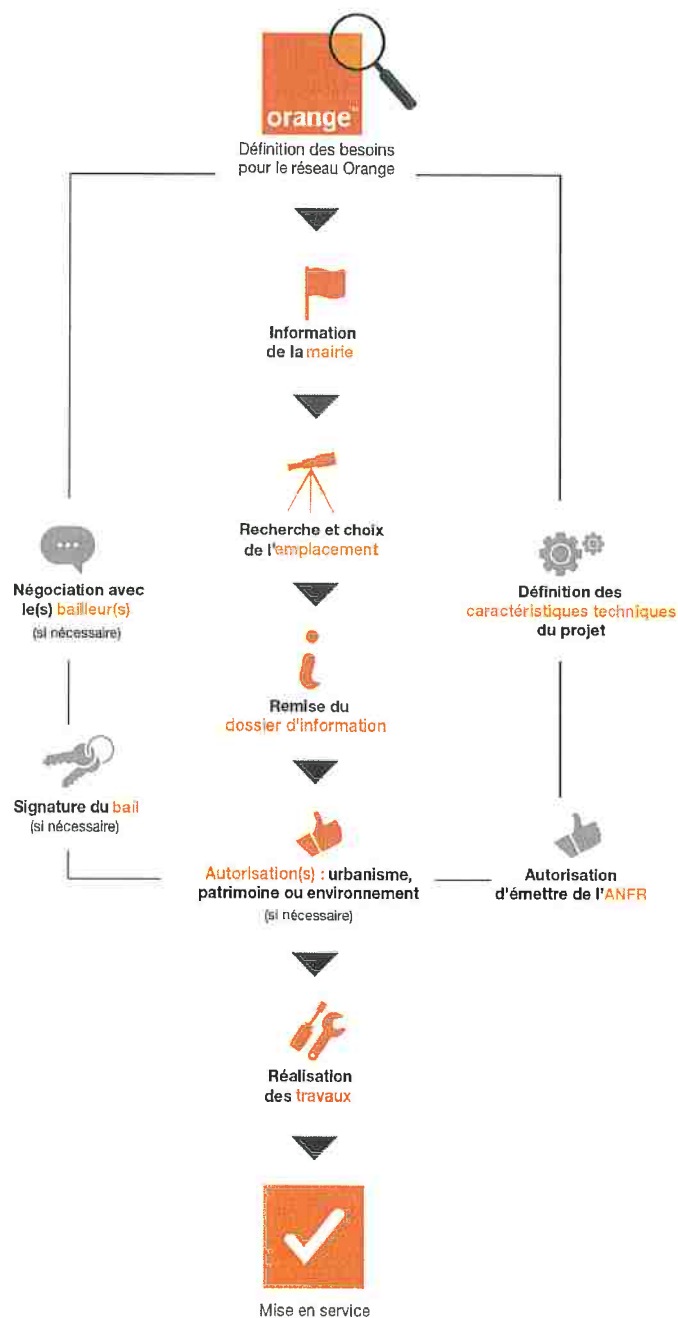 orange™
Définition des besoins
pour le réseau Orange
Information
de la mairie
Recherche et choix
de l'emplacement
Négociation avec
le(s) bailleur(s)
(si nécessaire)
Définition des
caractéristiques techniques
du projet
Remise du
dossier d'information
Signature du bail
(si nécessaire)
Autorisation(s) : urbanisme,
patrimoine ou environnement
(si nécessaire)
Autorisation
d'émettre de l'ANFR
Réalisation
des travaux
Mise en service